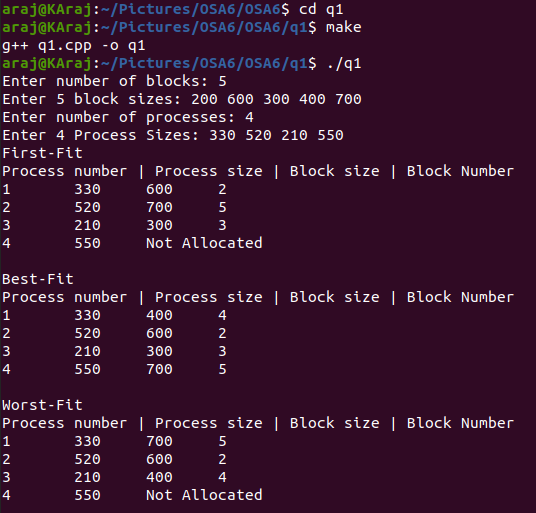 araj@KAraj:~/Pictures/OSA6/OSA6$ cd q1
araj@KAraj:~/Pictures/OSA6/OSA6/q1$ make
g++ q1.cpp -o q1
araj@KAraj:~/Pictures/OSA6/OSA6/q1$ ./q1
Enter number of blocks: 5
Enter 5 block sizes: 200 600 300 400 700
Enter number of processes: 4
Enter 4 Process Sizes: 330 520 210 550
First-Fit
Process number | Process size | Block size | Block Number
1        330      600      2
2        520      700      5
3        210      300      3
4        550      Not Allocated

Best-Fit
Process number | Process size | Block size | Block Number
1        330      400      4
2        520      600      2
3        210      300      3
4        550      700      5

Worst-Fit
Process number | Process size | Block size | Block Number
1        330      700      5
2        520      600      2
3        210      400      4
4        550      Not Allocated